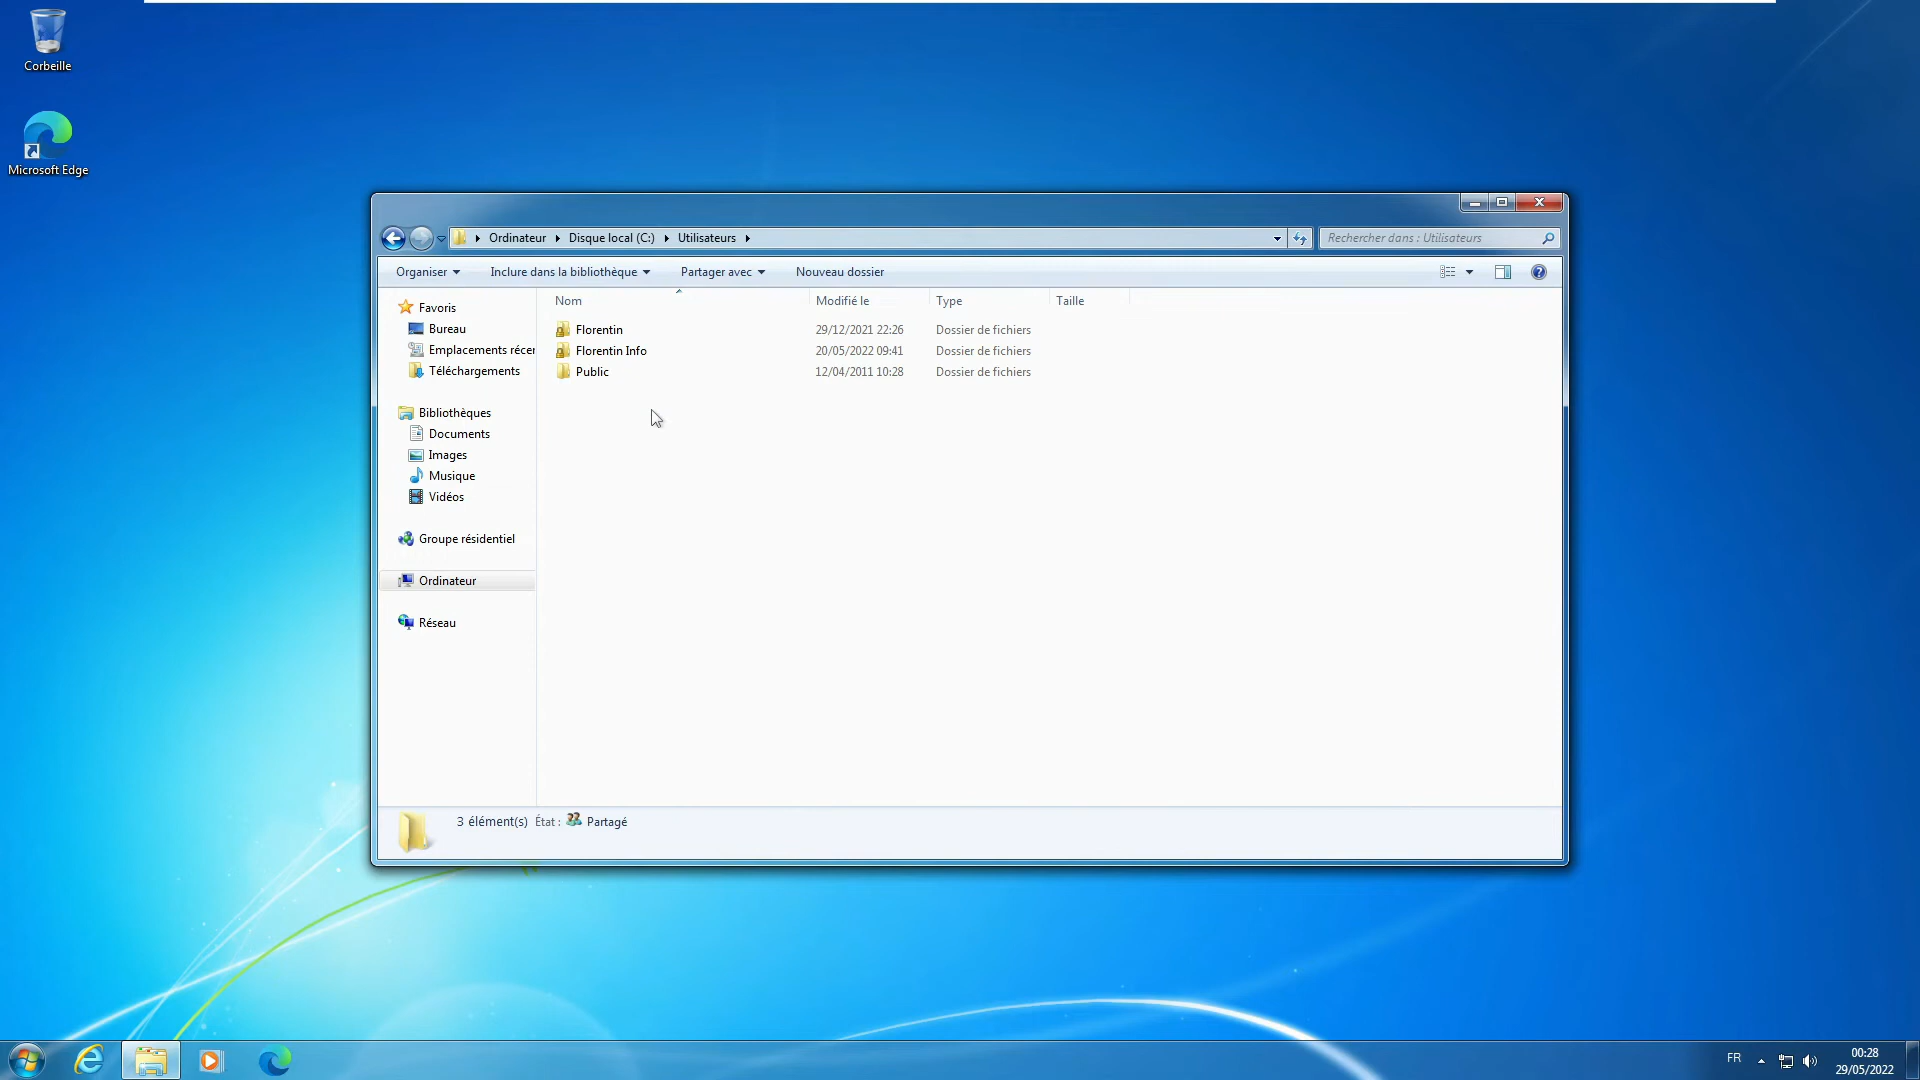 Corbeille
Microsoft Edge
Ordinateur Disque local (C:) Utilisateurs
Rechercher dans : Utilisateurs
Organiser Inclure dans la bibliothèque Partager avec Nouveau dossier
Nom Modifié le Type Taille
Favoris
Bureau
Emplacements récer
Téléchargements
Bibliothèques
Documents
Images
Musique
Vidéos
Groupe résidentiel
Ordinateur
Réseau
Florentin 29/12/2021 22:26 Dossier de fichiers
Florentin Info 20/05/2022 09:41 Dossier de fichiers
Public 12/04/2011 10:28 Dossier de fichiers
3 élément(s) État : Partagé
FR
00:28
29/05/2022